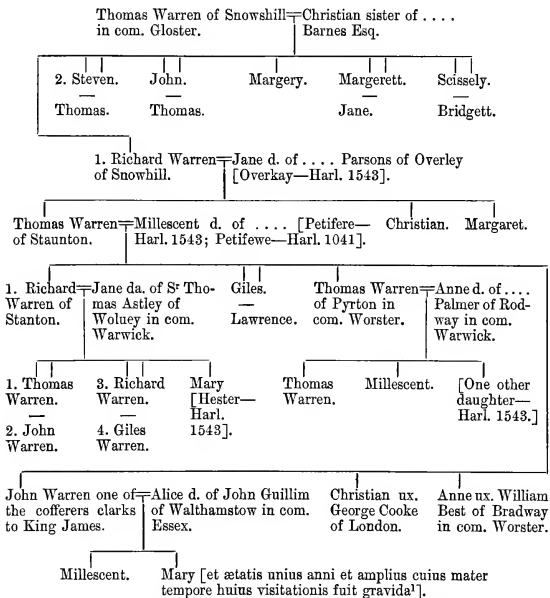 Thomas Warren of Snowshill Christian sister of . . . .
in com. Gloster. Barnes Esq.
2. Steven. John. Margery. Margerett. Scissely.
Thomas. Thomas. Jane. Bridgett.
1. Richard Warren Jane d. of . . . . Parsons of Overley
of Snowhill. [Overkay—Harl. 1543].
Thomas Warren Millescent d. of . . . . [Petifere— Christian. Margaret.
of Staunton. Harl. 1543; Petifewe—Harl. 1041].
1. Richard Jane da. of Sr Tho- Giles. Thomas Warren Anne d. of . . . .
Warren of mas Astley of — of Pyrton in Palmer of Rod-
Stanton. Woluey in com. Lawrence. com. Worster. way in com.
Warwick. Warwick.
1. Thomas 3. Richard Mary Thomas Millescent. [One other
Warren. Warren. [Hester— Warren. daughter—
— — Harl. Harl. 1543.]
2. John 4. Giles 1543].
Warren. Warren.
John Warren one of Alice d. of John Guillim Christian ux. Anne ux. William
the cofferers clarks of Walthamstow in com. George Cooke Best of Bradway
to King James. Essex. of London. in com. Worster.
Millescent. Mary [et ætatis unius anni et amplius cuius mater
tempore huius visitationis fuit gravida¹].